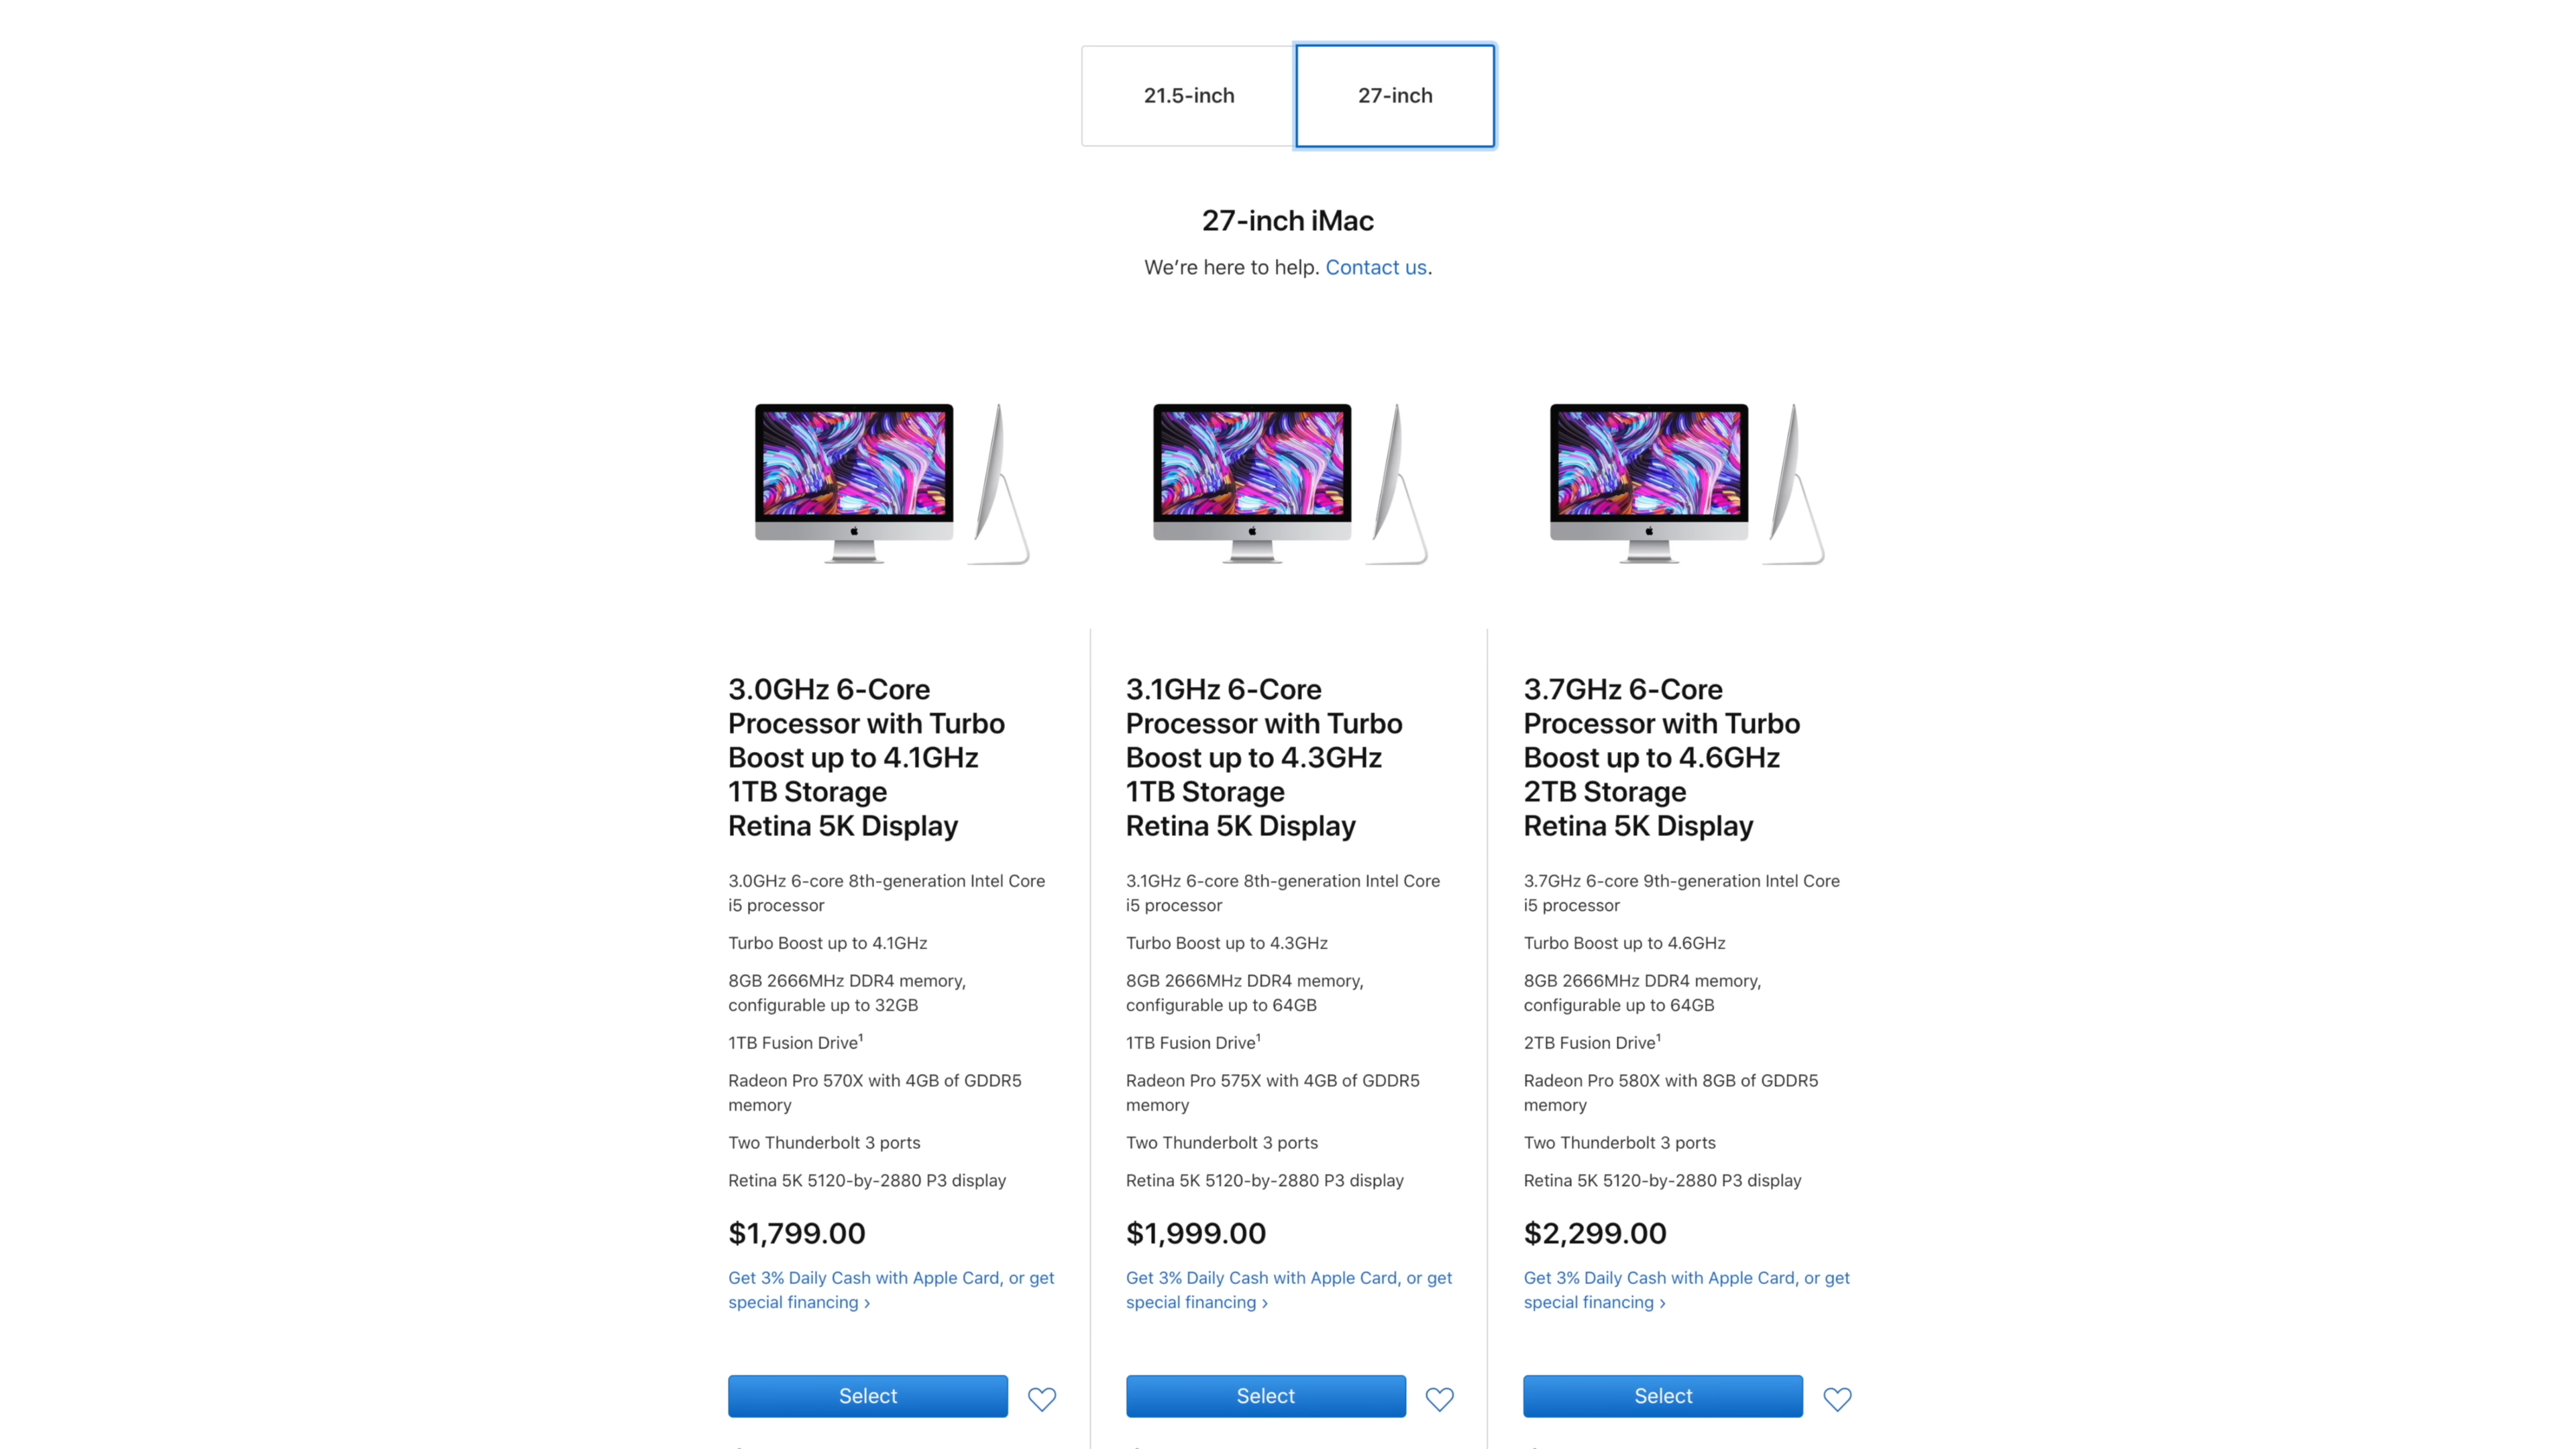 21.5-inch
27-inch
27-inch iMac
We're here to help. Contact us.
3.0GHz 6-Core
Processor with Turbo
Boost up to 4.1GHz
1TB Storage
Retina 5K Display
3.0GHz 6-core 8th-generation Intel Core
i5 processor
Turbo Boost up to 4.1GHz
8GB 2666MHz DDR4 memory,
configurable up to 32GB
1TB Fusion Drive¹
Radeon Pro 570X with 4GB of GDDR5
memory
Two Thunderbolt 3 ports
Retina 5K 5120-by-2880 P3 display
$1,799.00
Get 3% Daily Cash with Apple Card, or get
special financing ›
Select
3.1GHz 6-Core
Processor with Turbo
Boost up to 4.3GHz
1TB Storage
Retina 5K Display
3.1GHz 6-core 8th-generation Intel Core
i5 processor
Turbo Boost up to 4.3GHz
8GB 2666MHz DDR4 memory,
configurable up to 64GB
1TB Fusion Drive¹
Radeon Pro 575X with 4GB of GDDR5
memory
Two Thunderbolt 3 ports
Retina 5K 5120-by-2880 P3 display
$1,999.00
Get 3% Daily Cash with Apple Card, or get
special financing ›
Select
3.7GHz 6-Core
Processor with Turbo
Boost up to 4.6GHz
2TB Storage
Retina 5K Display
3.7GHz 6-core 9th-generation Intel Core
i5 processor
Turbo Boost up to 4.6GHz
8GB 2666MHz DDR4 memory,
configurable up to 64GB
2TB Fusion Drive¹
Radeon Pro 580X with 8GB of GDDR5
memory
Two Thunderbolt 3 ports
Retina 5K 5120-by-2880 P3 display
$2,299.00
Get 3% Daily Cash with Apple Card, or get
special financing ›
Select